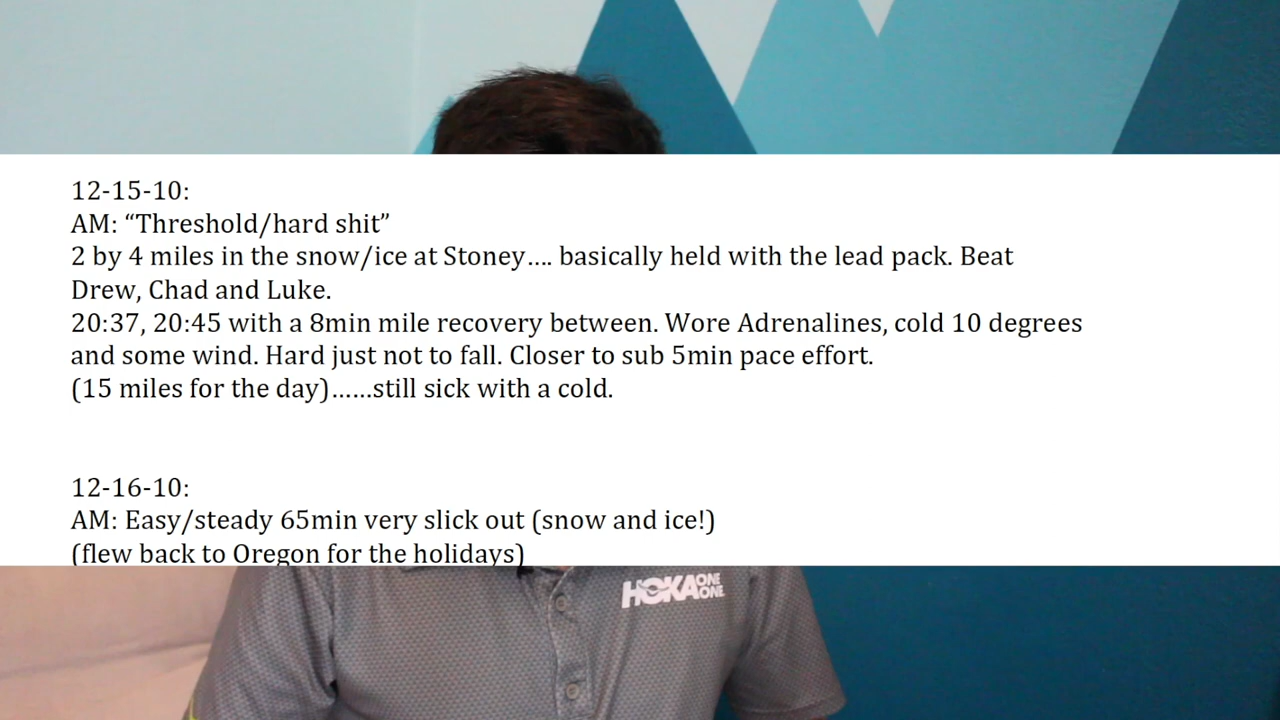 12-15-10:
AM: “Threshold/hard shit”
2 by 4 miles in the snow/ice at Stoney.... basically held with the lead pack. Beat
Drew, Chad and Luke.
20:37, 20:45 with a 8min mile recovery between. Wore Adrenalines, cold 10 degrees
and some wind. Hard just not to fall. Closer to sub 5min pace effort.
(15 miles for the day)......still sick with a cold.
12-16-10:
AM: Easy/steady 65min very slick out (snow and ice!)
(flew back to Oregon for the holidays)
HOKA ONE
ONE